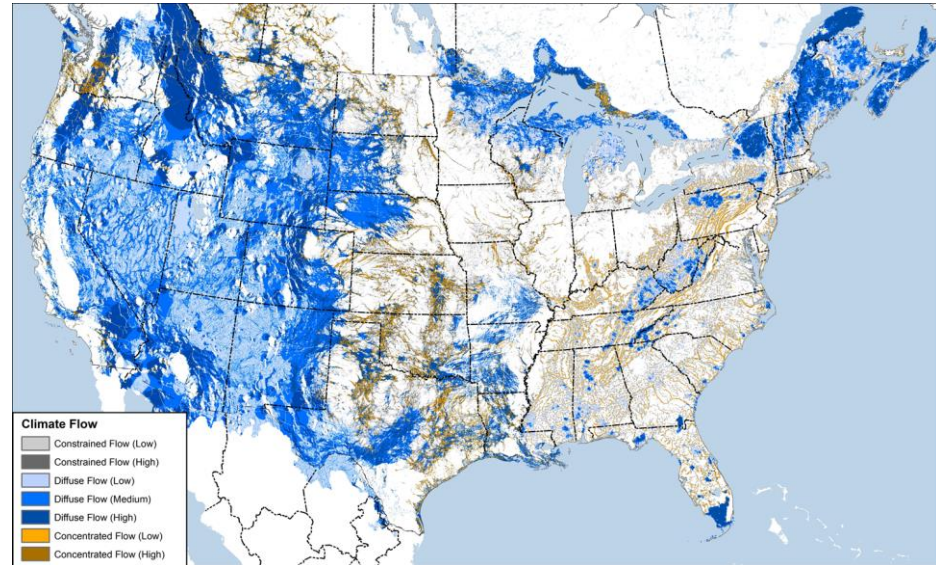 Climate Flow
Constrained Flow (Low)
Constrained Flow (High)
Diffuse Flow (Low)
Diffuse Flow (Medium)
Diffuse Flow (High)
Concentrated Flow (Low)
Concentrated Flow (High)